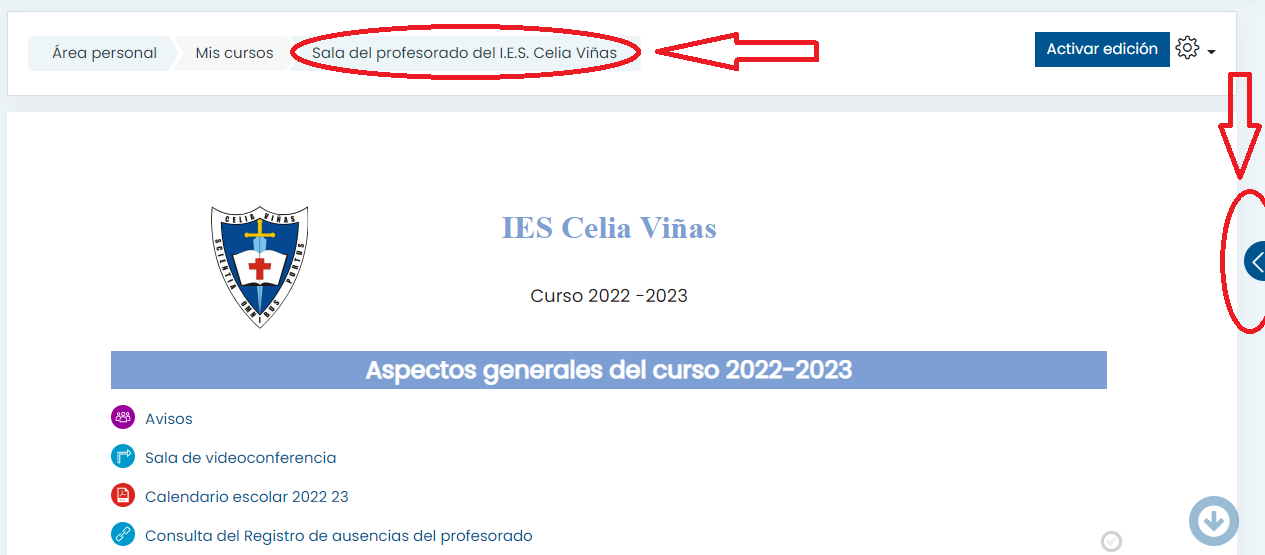 Área personal
Mis cursos
Sala del profesorado del I.E.S. Celia Viñas
Activar edición
CELIA VIÑAS
SCIENTIA OMNIBUS PORTUS
IES Celia Viñas
Curso 2022 -2023
Aspectos generales del curso 2022-2023
Avisos
Sala de videoconferencia
Calendario escolar 2022 23
Consulta del Registro de ausencias del profesorado